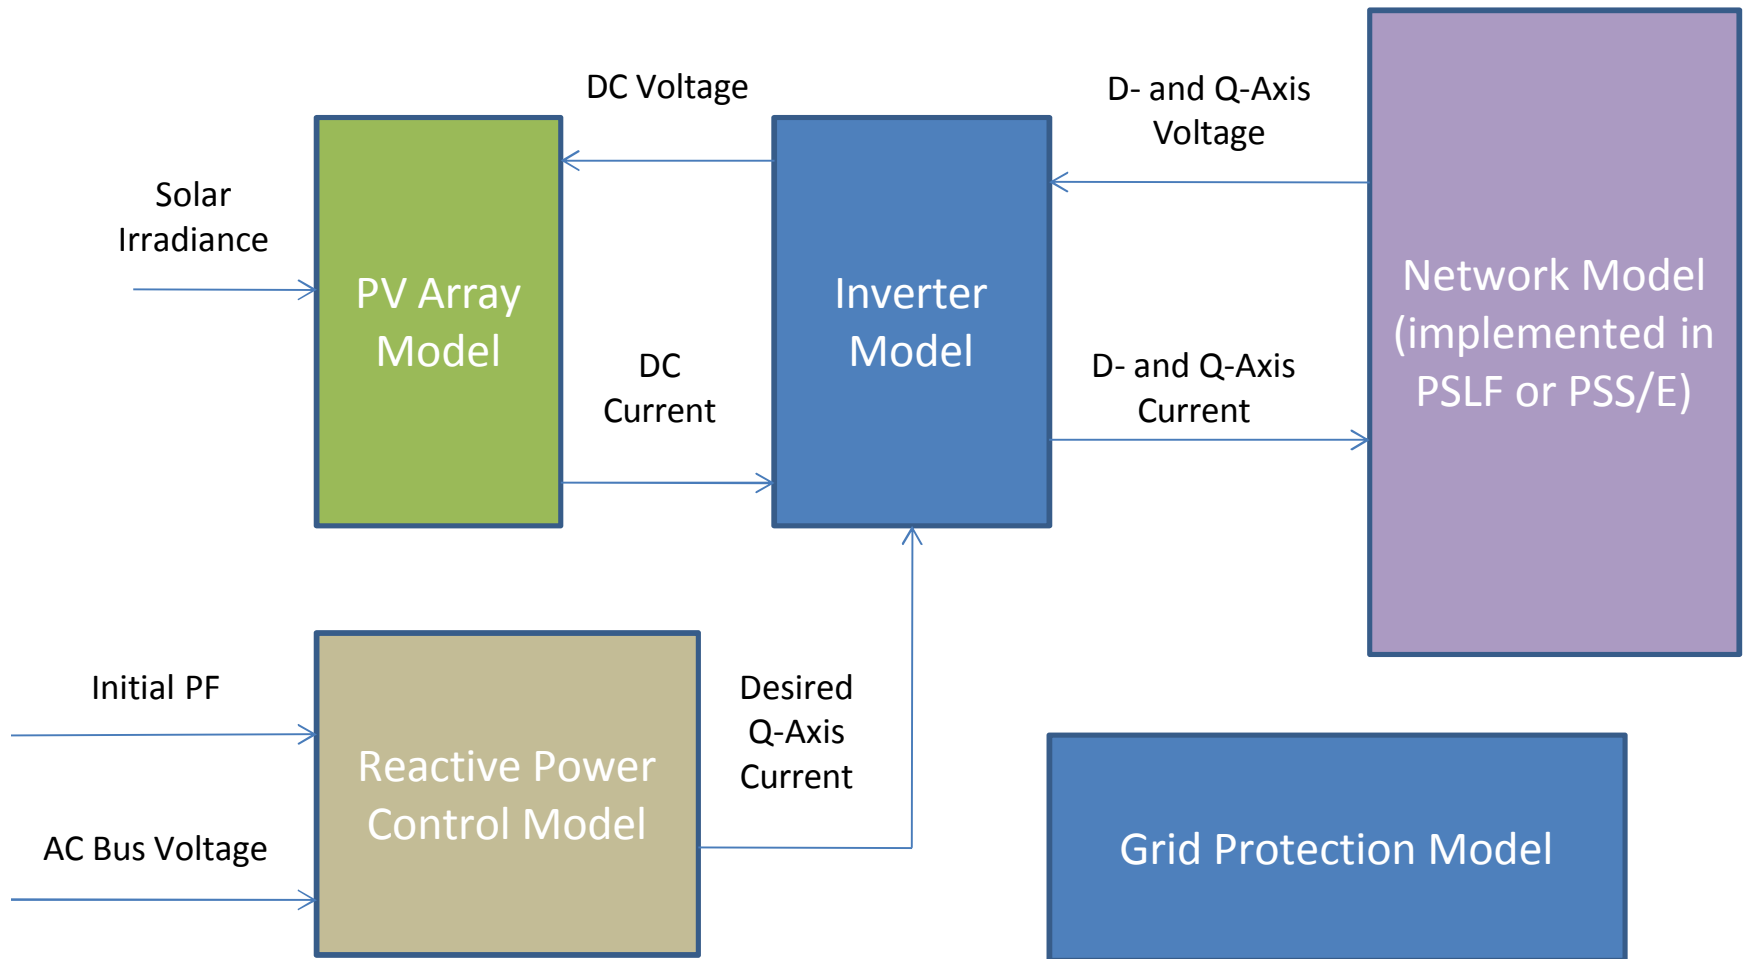 DC Voltage
D- and Q-Axis
Voltage
Solar
Irradiance
PV Array
Model
Inverter
Model
Network Model
(implemented in
PSLF or PSS/E)
DC
Current
D- and Q-Axis
Current
Initial PF
Desired
Q-Axis
Current
Reactive Power
Control Model
AC Bus Voltage
Grid Protection Model